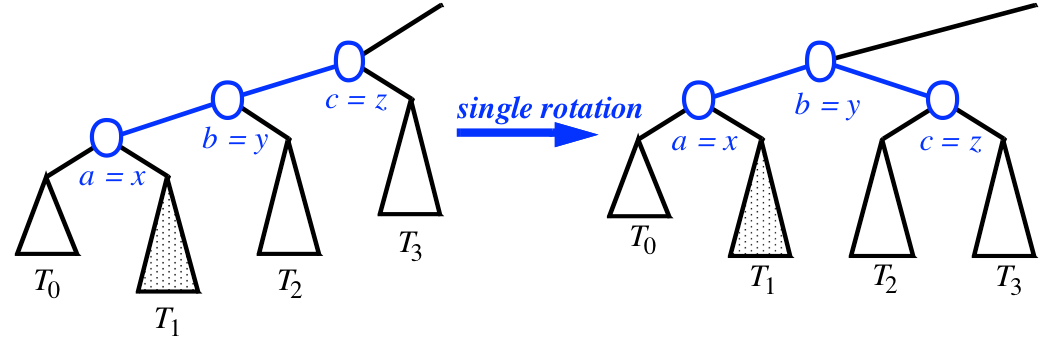 c = z
b = y
a = x
T0
T1
T2
T3
single rotation
b = y
a = x
c = z
T0
T1
T2
T3